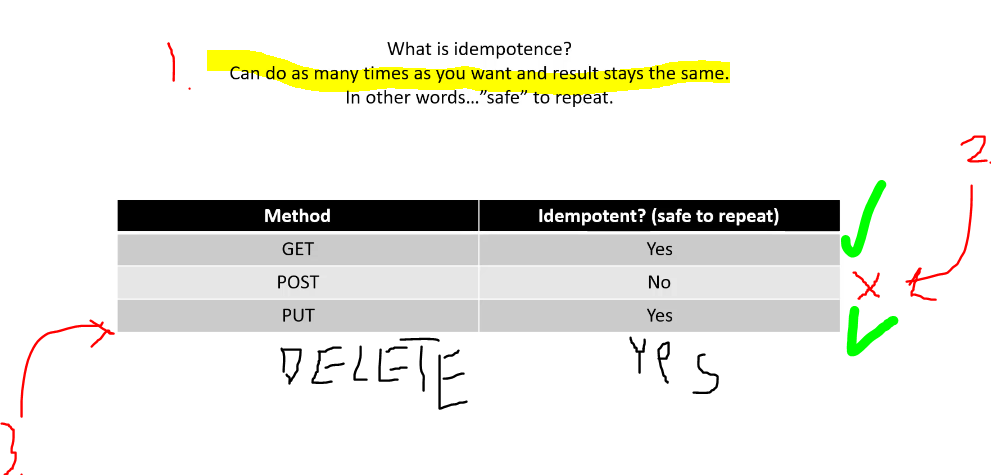 1.
What is idempotence?
Can do as many times as you want and result stays the same.
In other words...”safe” to repeat.
2.
Method Idempotent? (safe to repeat)
GET Yes
POST No
X
PUT Yes
DELETE YES
3.